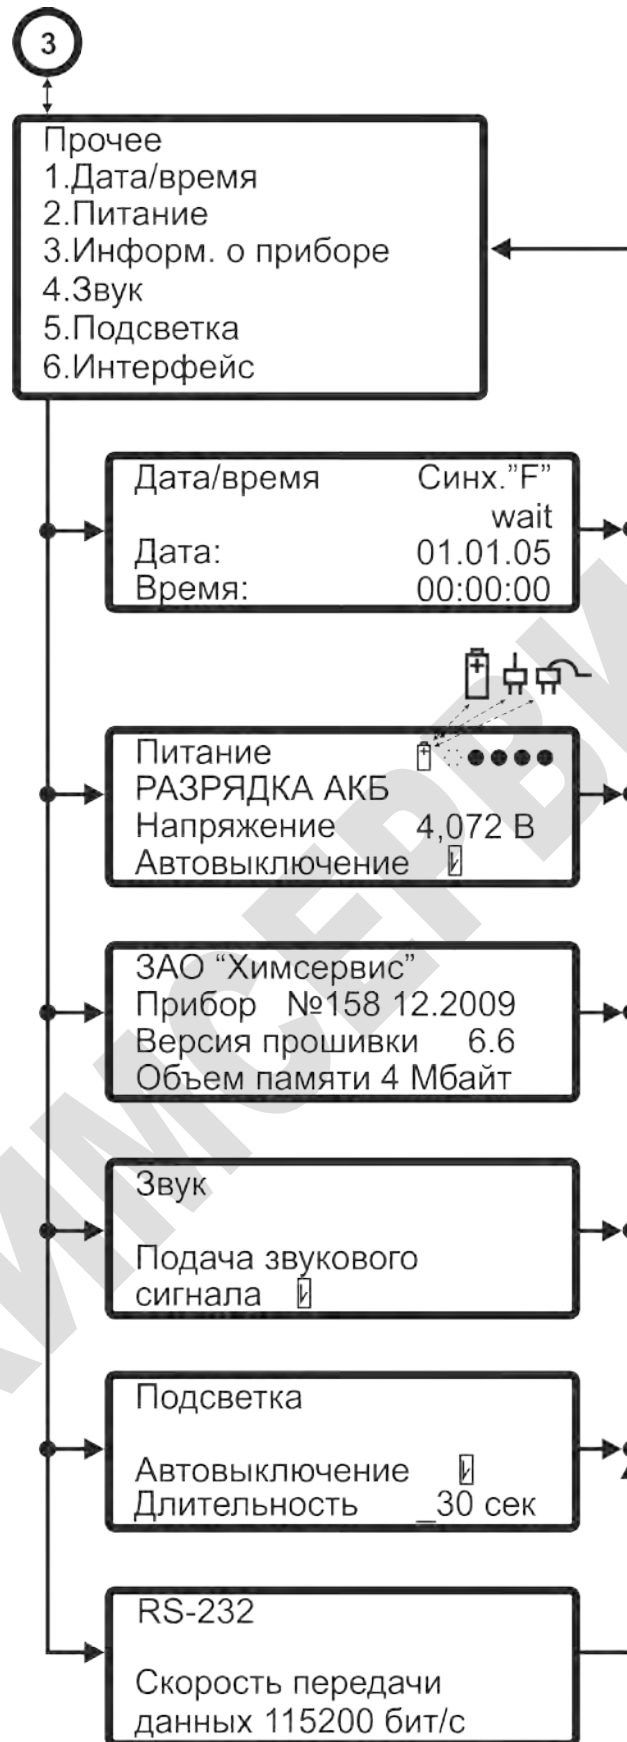 3
Прочее
1.Дата/время
2.Питание
3.Информ. о приборе
4.Звук
5.Подсветка
6.Интерфейс
Дата/время Синх.”F”
wait
Дата: 01.01.05
Время: 00:00:00
Питание
РАЗРЯДКА АКБ
Напряжение 4,072 В
Автовыключение
ЗАО “Химсервис”
Прибор №158 12.2009
Версия прошивки 6.6
Объем памяти 4 Мбайт
Звук
Подача звукового
сигнала
Подсветка
Автовыключение
Длительность _30 сек
RS-232
Скорость передачи
данных 115200 бит/с